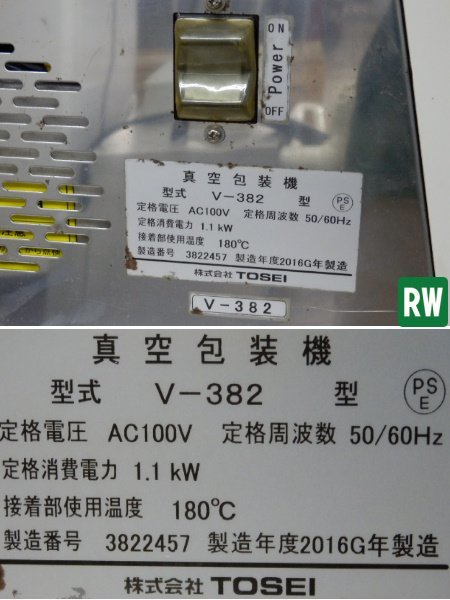 ON
Power
OFF
真空包装機
型式 V-382 型 PSE
定格電圧 AC100V 定格周波数 50/60Hz
定格消費電力 1.1 kW
接着部使用温度 180℃
製造番号 3822457 製造年度2016G年製造
株式会社 TOSEI
V-382
RW
真空包装機
型式 V-382 型 PSE
定格電圧 AC100V 定格周波数 50/60Hz
定格消費電力 1.1 kW
接着部使用温度 180℃
製造番号 3822457 製造年度2016G年製造
株式会社 TOSEI